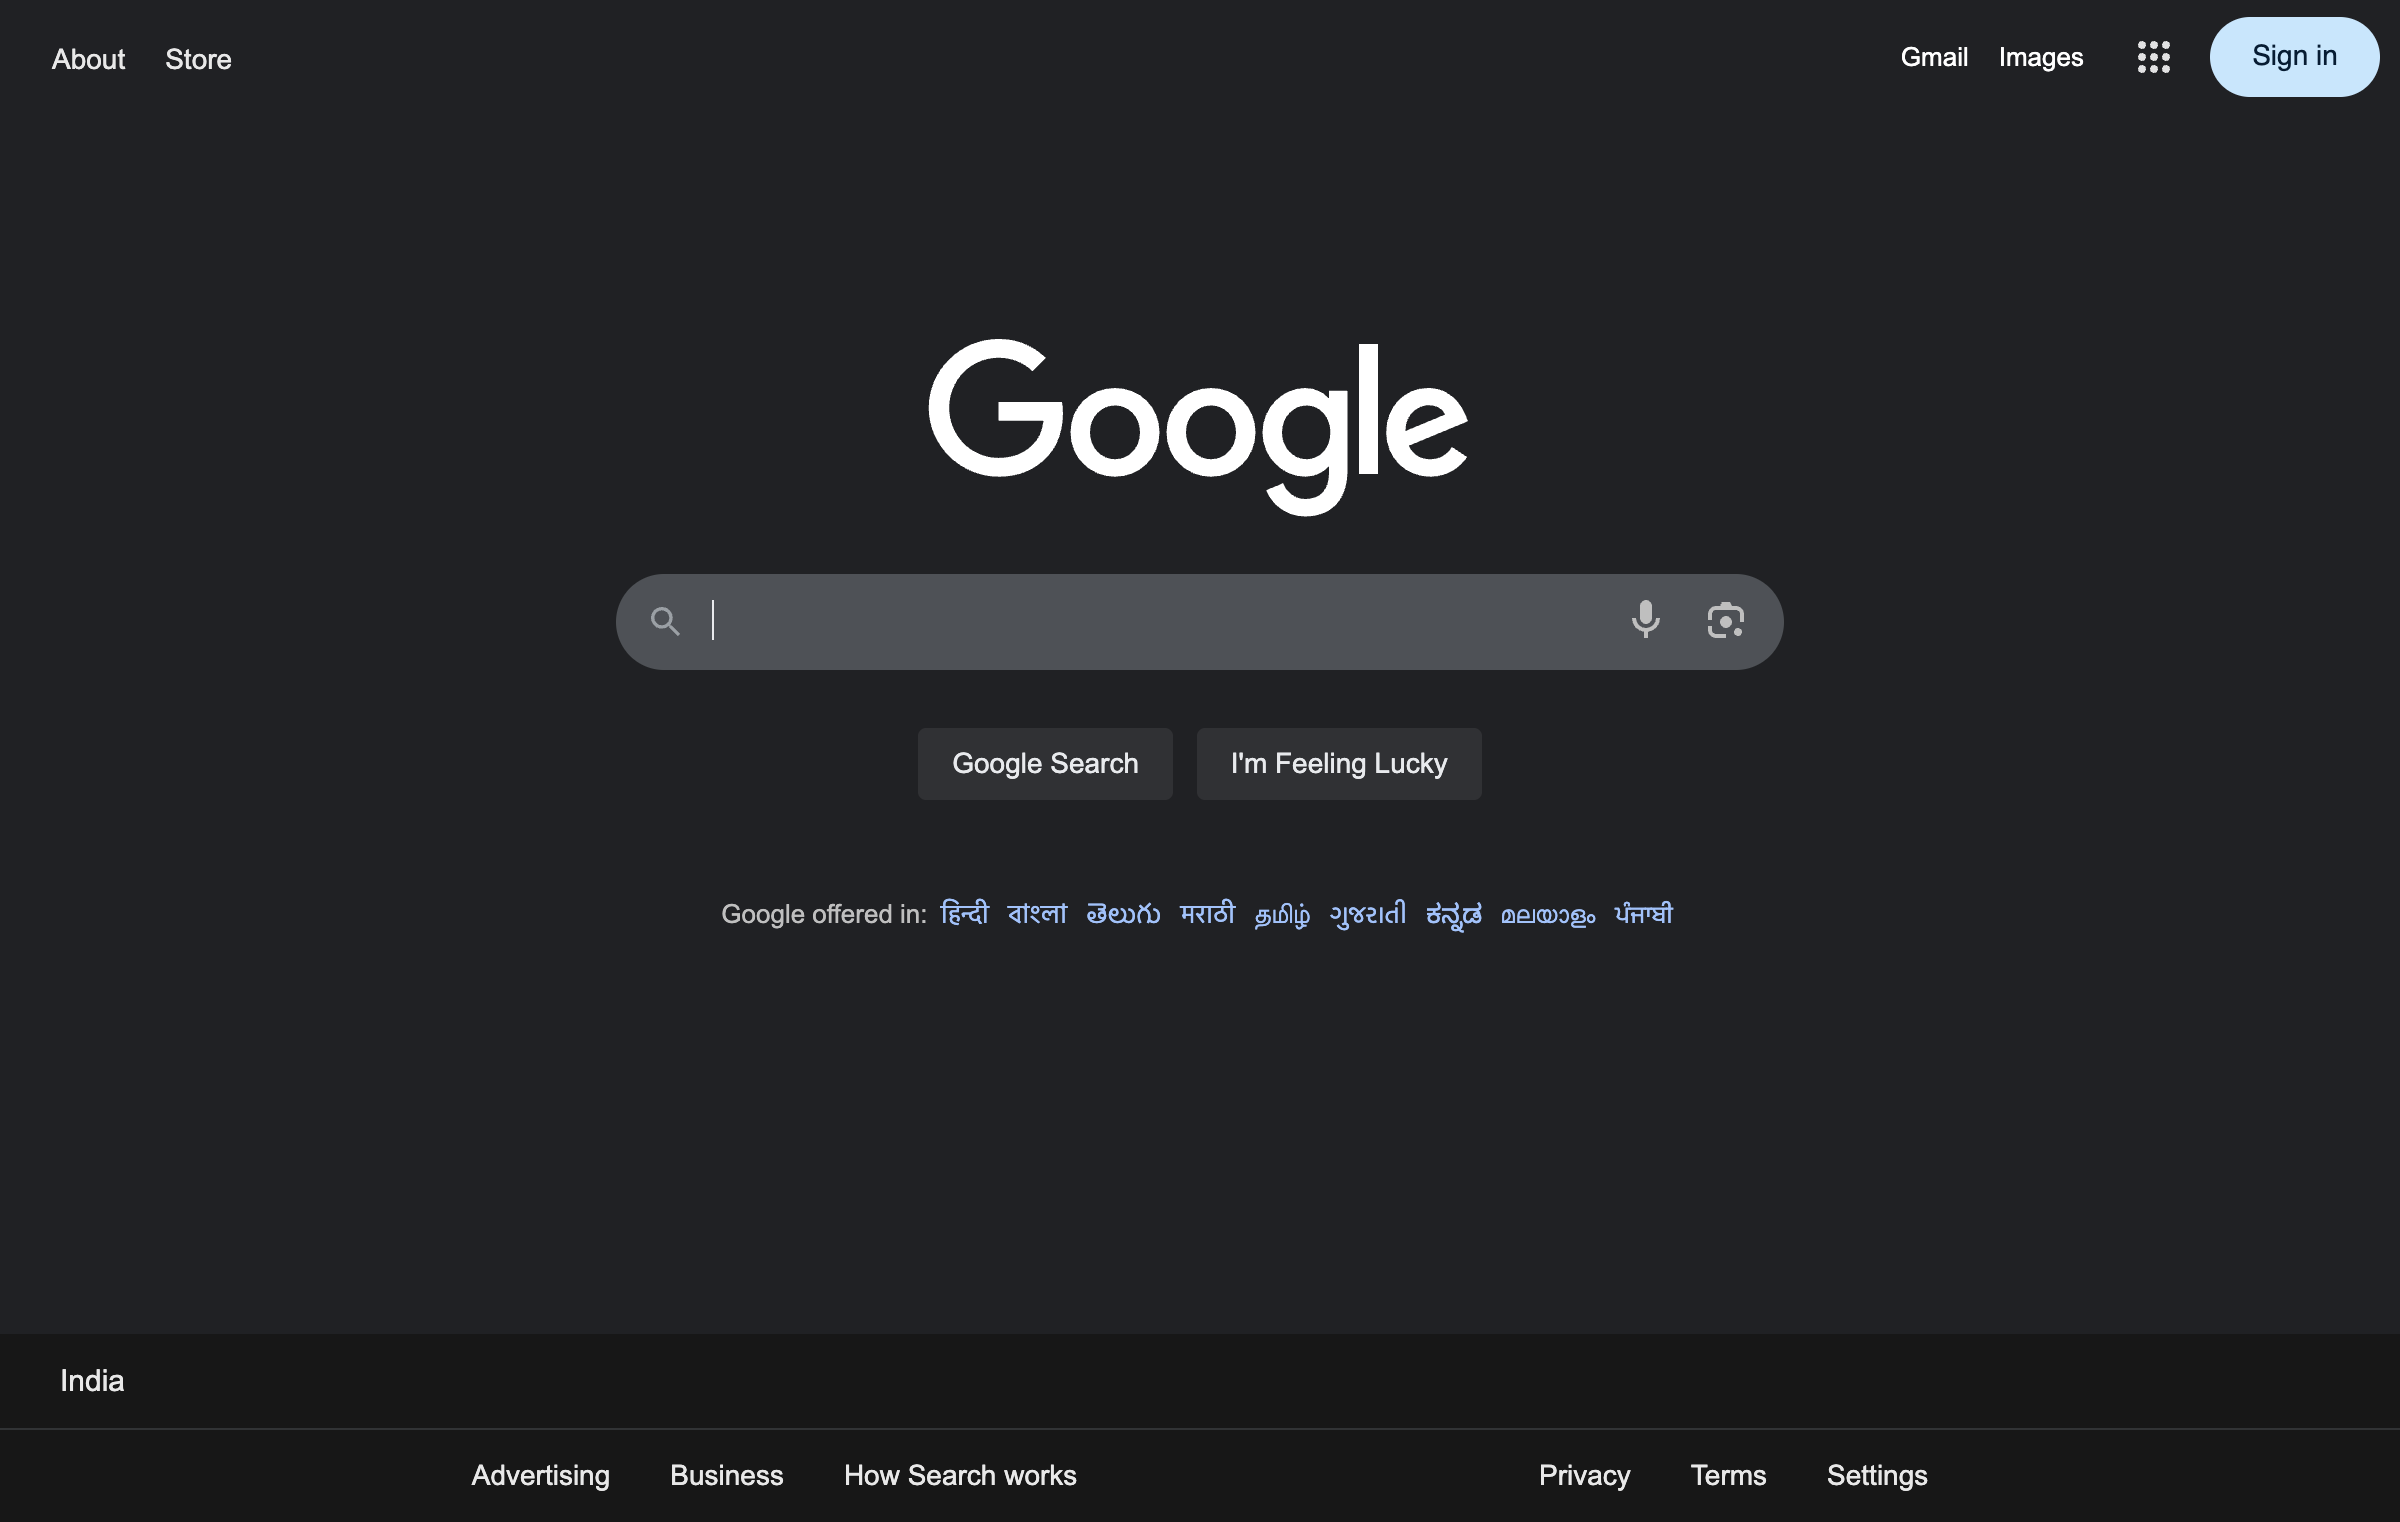 About Store Gmail Images Sign in
Google
Google Search I'm Feeling Lucky
Google offered in: हिन्दी বাংলা తెలుగు मराठी தமிழ் ગુજરાતી ಕನ್ನಡ മലയാളം ਪੰਜਾਬੀ
India
Advertising Business How Search works Privacy Terms Settings